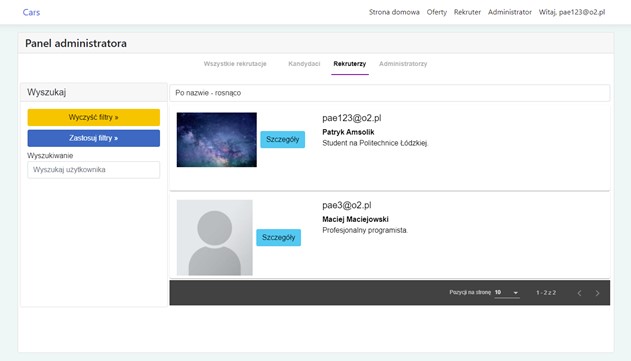 Cars
Strona domowa Oferty Rekruter Administrator Witaj, pae123@o2.pl
Panel administratora
Wszystkie rekrutacje Kandydaci Rekruterzy Administratorzy
Wyszukaj
Wyczyść filtry »
Zastosuj filtry »
Wyszukiwanie
Wyszukaj użytkownika
Po nazwie - rosnąco
pae123@o2.pl
Szczegóły
Patryk Amsolik
Student na Politechnice Łódzkiej.
pae3@o2.pl
Szczegóły
Maciej Maciejowski
Profesjonalny programista.
Pozycji na stronę 10 1 - 2 z 2